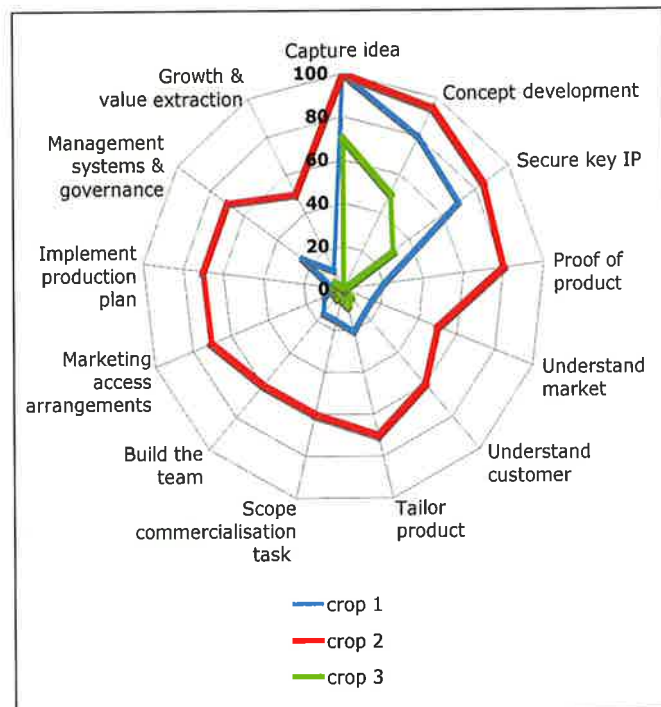 Capture idea
100
80
60
40
20
0
Concept development
Secure key IP
Proof of
product
Understand
market
Understand
customer
Tailor
product
Scope
commercialisation
task
Build the
team
Marketing
access
arrangements
Implement
production
plan
Management
systems &
governance
Growth &
value extraction
crop 1
crop 2
crop 3